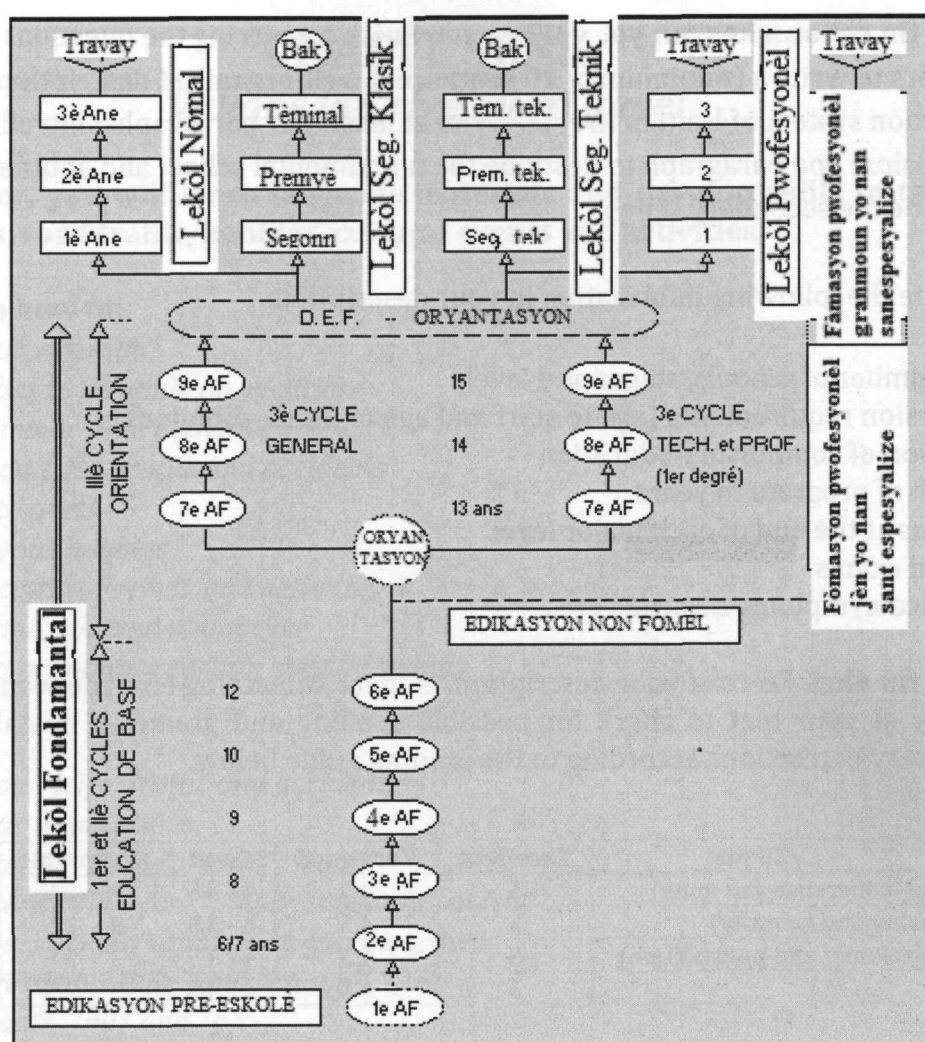 Travay
Bak
Bak
Travay
Travay
3è Ane
Tèminal
Tèm. tek.
3
2è Ane
Premyè
Prem. tek.
2
1è Ane
Segonn
Seg. tek
1
Lekòl Nòmal
Lekòl Seg. Klasik
Lekòl Seg. Teknik
Lekòl Pwofesyonèl
Fòmasyon pwofesyonèl
granmoun yo nan
sanespesyalize
D.E.F. ORYANTASYON
9e AF
15
9e AF
3è CYCLE
3e CYCLE
8e AF
GENERAL
14
8e AF
TECH. et PROF.
(1er degré)
7e AF
13 ans
7e AF
ORYAN
TASYON
Fomasyon pwofesyonèl
jèn yo nan
sant espesyalize
IIIè CYCLE
ORIENTATION
EDIKASYON NON FOMEL
Lekòl Fondamantal
1er et IIè CYCLES
EDUCATION DE BASE
12
6e AF
10
5e AF
9
4e AF
8
3e AF
6/7 ans
2e AF
EDIKASYON PRE-ESKOLÈ
1e AF